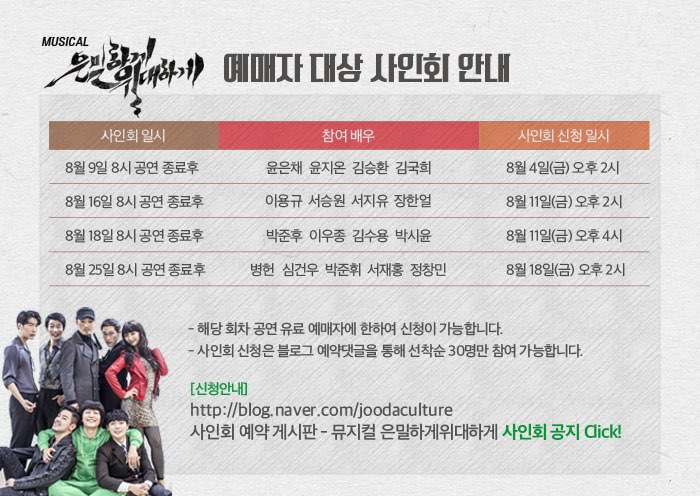 MUSICAL
은밀하게
위대하게
예매자 대상 사인회 안내
사인회 일시 참여 배우 사인회 신청 일시
8월 9일 8시 공연 종료후 윤은채 윤지온 김승환 김국희 8월 4일(금) 오후 2시
8월 16일 8시 공연 종료후 이용규 서승원 서지유 장한얼 8월 11일(금) 오후 2시
8월 18일 8시 공연 종료후 박준후 이우종 김수용 박시윤 8월 11일(금) 오후 4시
8월 25일 8시 공연 종료후 병헌 심건우 박준휘 서재홍 정창민 8월 18일(금) 오후 2시
- 해당 회차 공연 유료 예매자에 한하여 신청이 가능합니다.
- 사인회 신청은 블로그 예약댓글을 통해 선착순 30명만 참여 가능합니다.
[신청안내]
http://blog.naver.com/joodaculture
사인회 예약 게시판 - 뮤지컬 은밀하게위대하게 사인회 공지 Click!